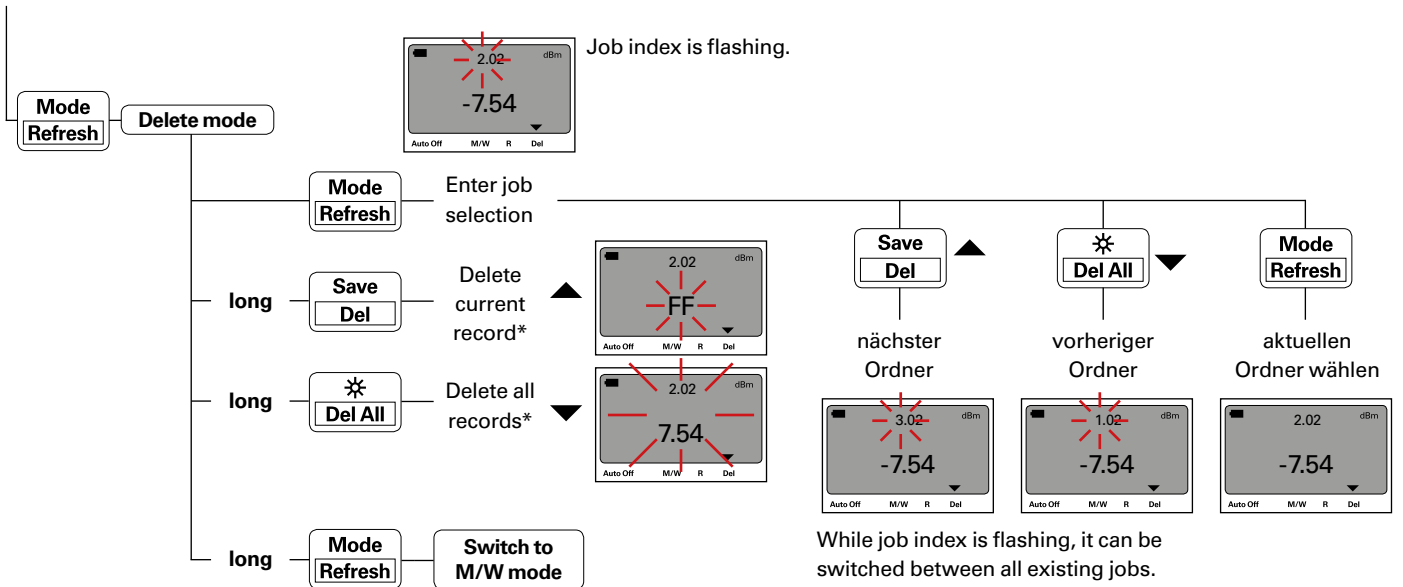 2.02
dBm
-7.54
Auto Off M/W R Del
Job index is flashing.
Mode
Refresh
Delete mode
Mode
Refresh
Enter job
selection
long
Save
Del
Delete
current
record*
2.02
dBm
FF
Auto Off M/W R Del
long
Del All
Delete all
records*
2.02
dBm
7.54
Auto Off M/W R Del
long
Mode
Refresh
Switch to
M/W mode
Save
Del
nächster
Ordner
3.02
dBm
-7.54
Auto Off M/W R Del
Del All
vorheriger
Ordner
1.02
dBm
-7.54
Auto Off M/W R Del
Mode
Refresh
aktuellen
Ordner wählen
2.02
dBm
-7.54
Auto Off M/W R Del
While job index is flashing, it can be
switched between all existing jobs.